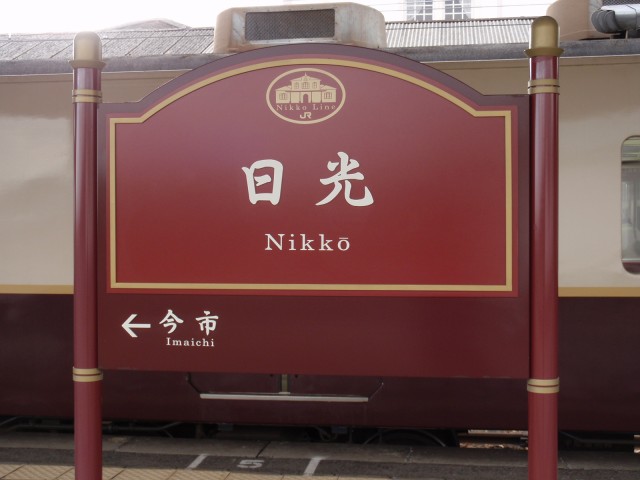 Nikko Line
JR
日光
Nikkō
← 今市
Imaichi
5